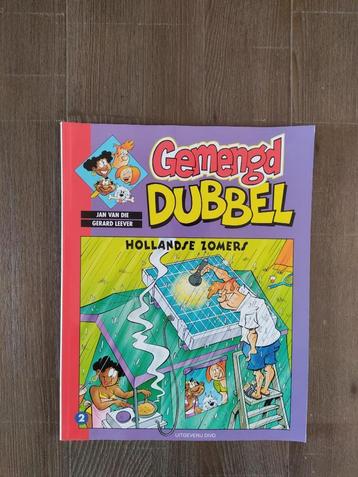 Gemengd
DUBBEL
JAN VAN DIE
GERARD LEEVER
HOLLANDSE ZOMERS
2
UITGEVERIJ DIVO